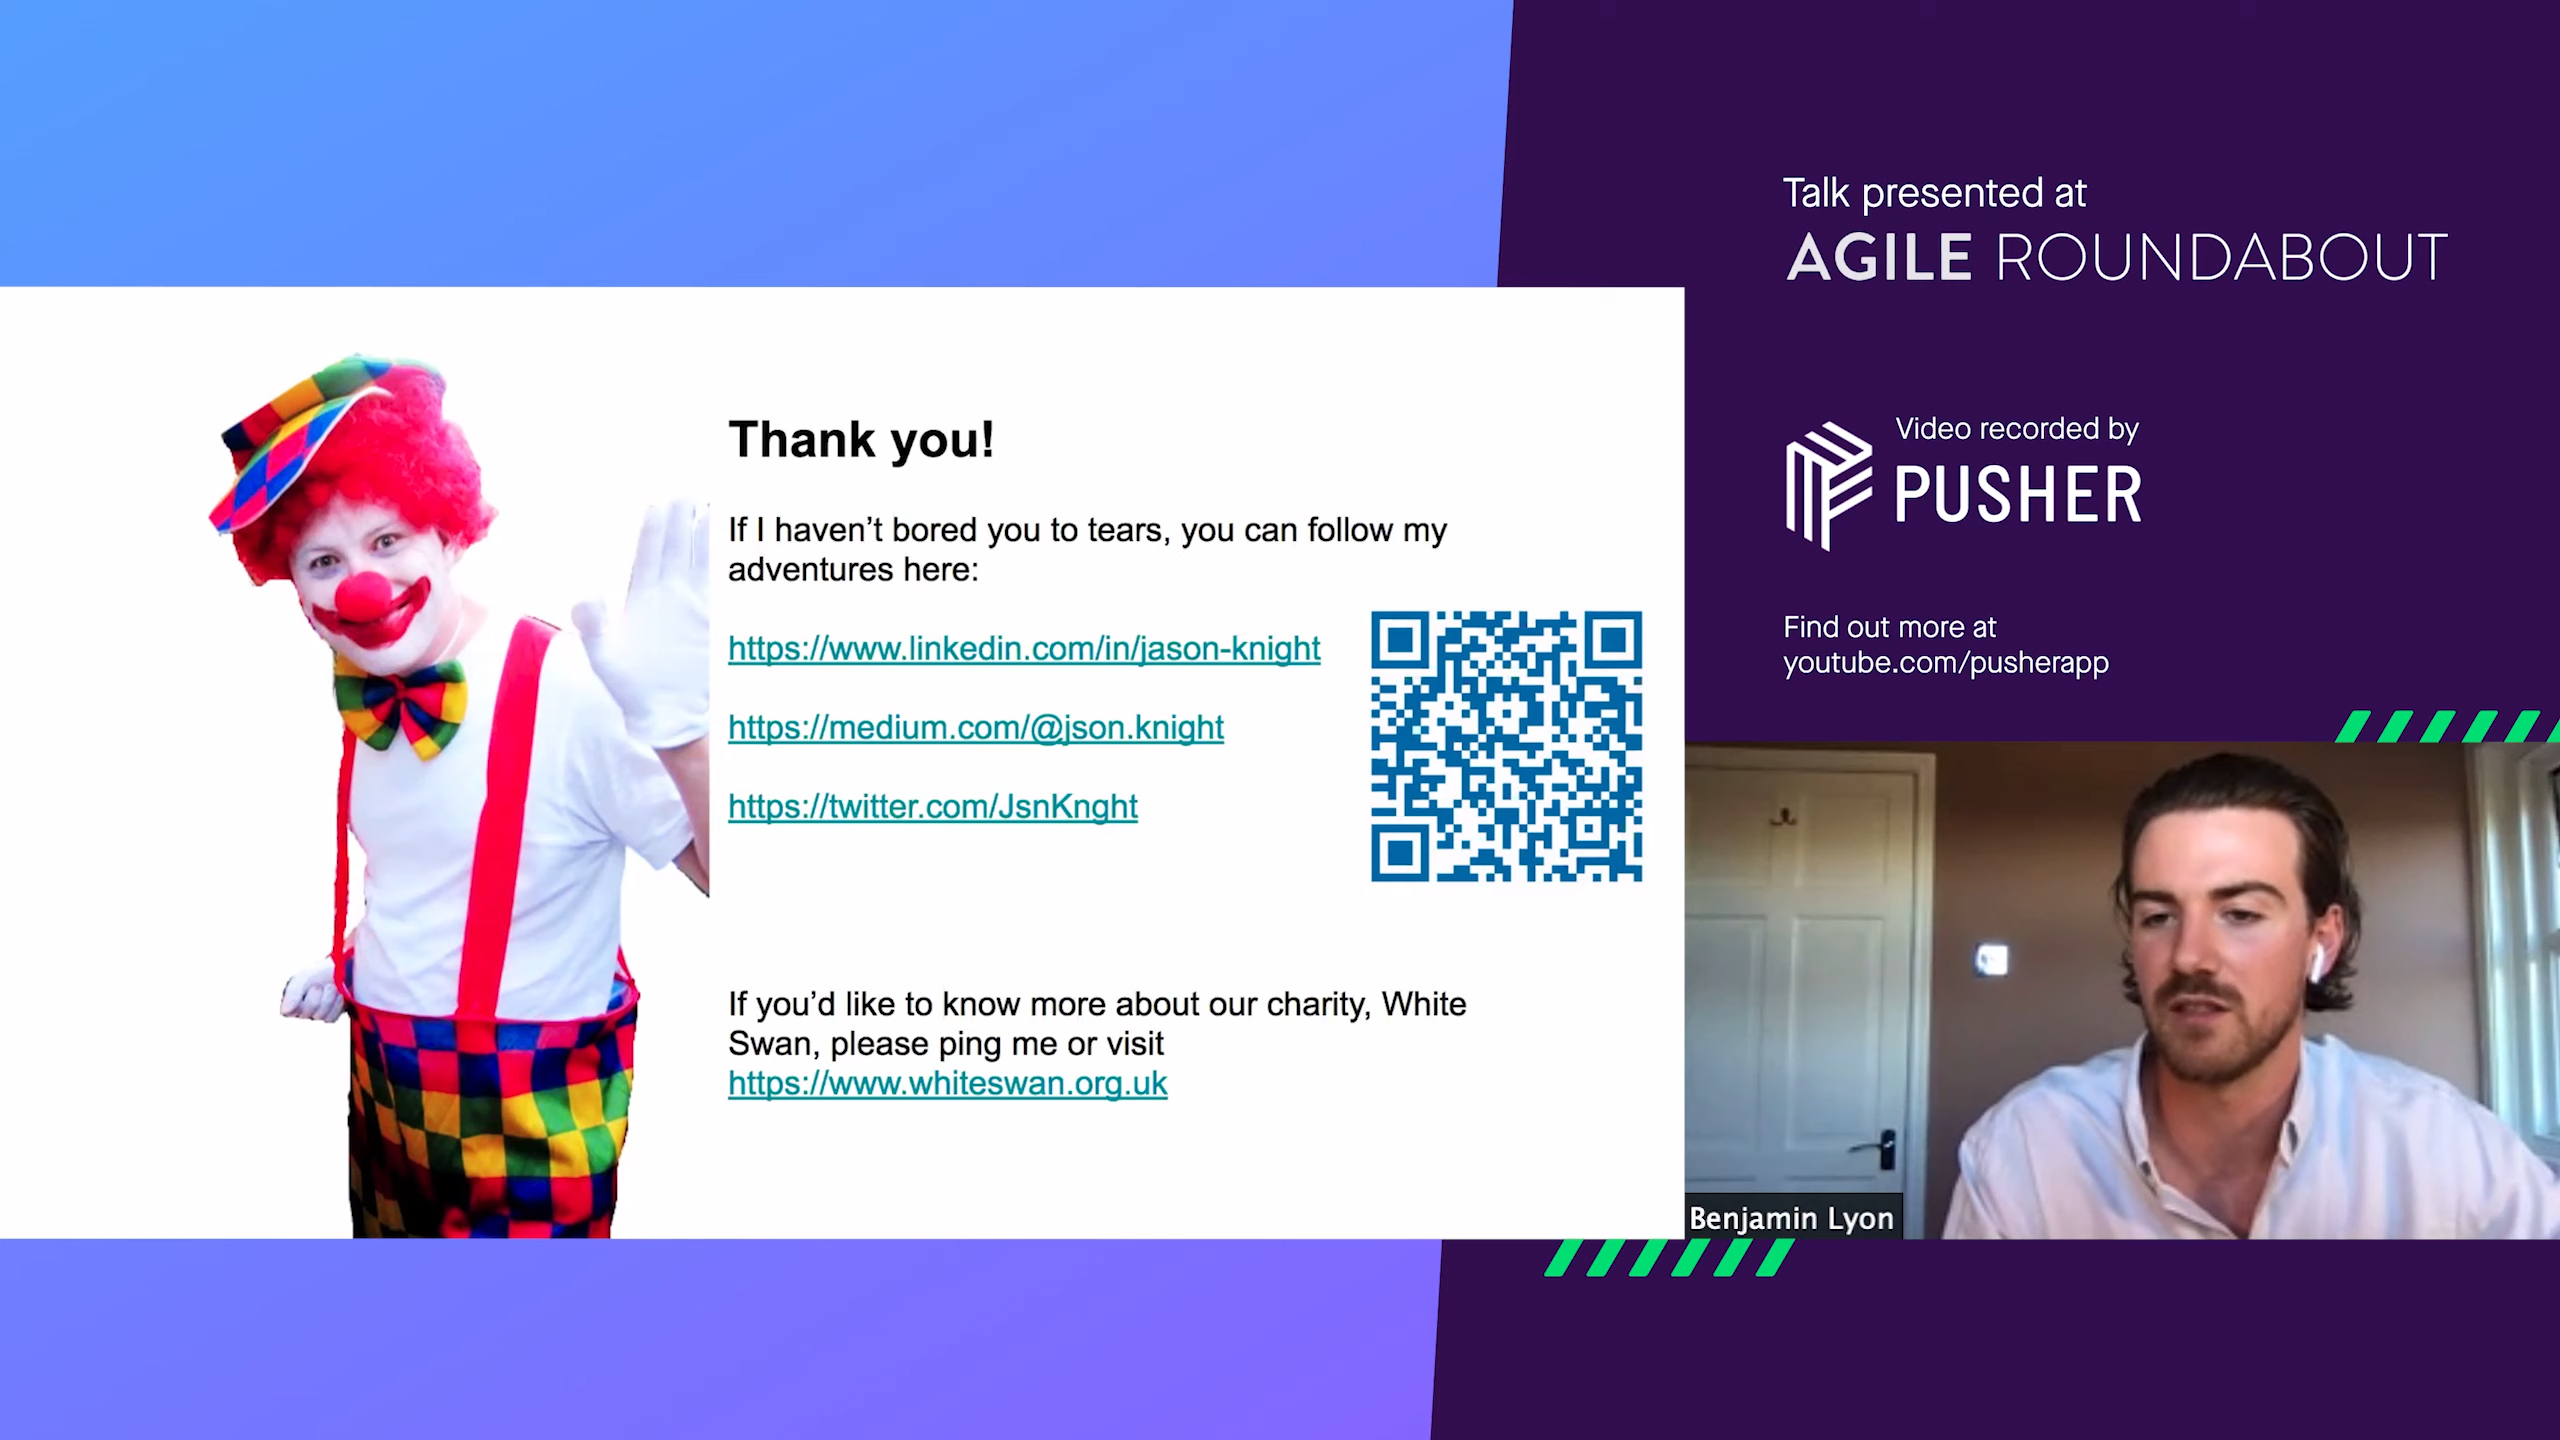 Thank you!
If I haven't bored you to tears, you can follow my
adventures here:
https://www.linkedin.com/in/jason-knight
https://medium.com/@json.knight
https://twitter.com/JsnKnght
If you'd like to know more about our charity, White
Swan, please ping me or visit
https://www.whiteswan.org.uk
Talk presented at
AGILE ROUNDABOUT
Video recorded by
PUSHER
Find out more at
youtube.com/pusherapp
Benjamin Lyon